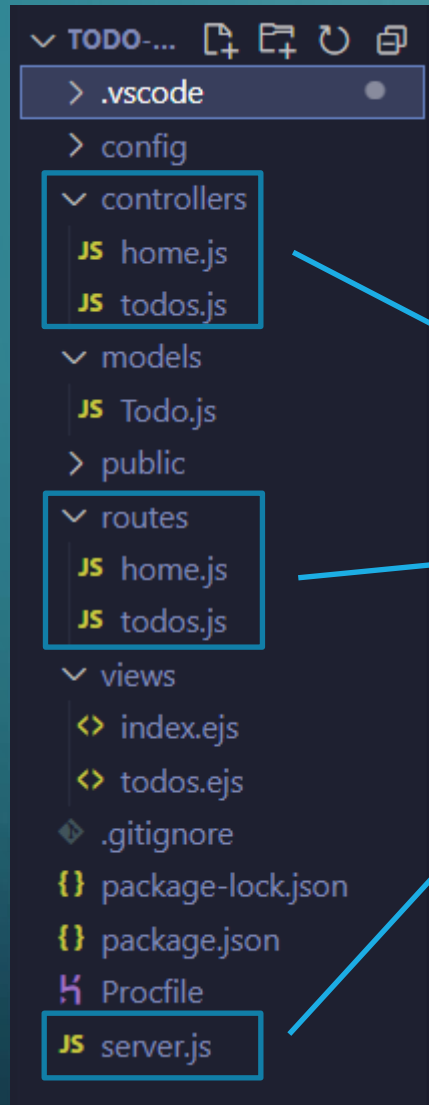 TODO-...
.vscode
config
controllers
JS home.js
JS todos.js
models
JS Todo.js
public
routes
JS home.js
JS todos.js
views
<> index.ejs
<> todos.ejs
.gitignore
{} package-lock.json
{} package.json
Procfile
JS server.js